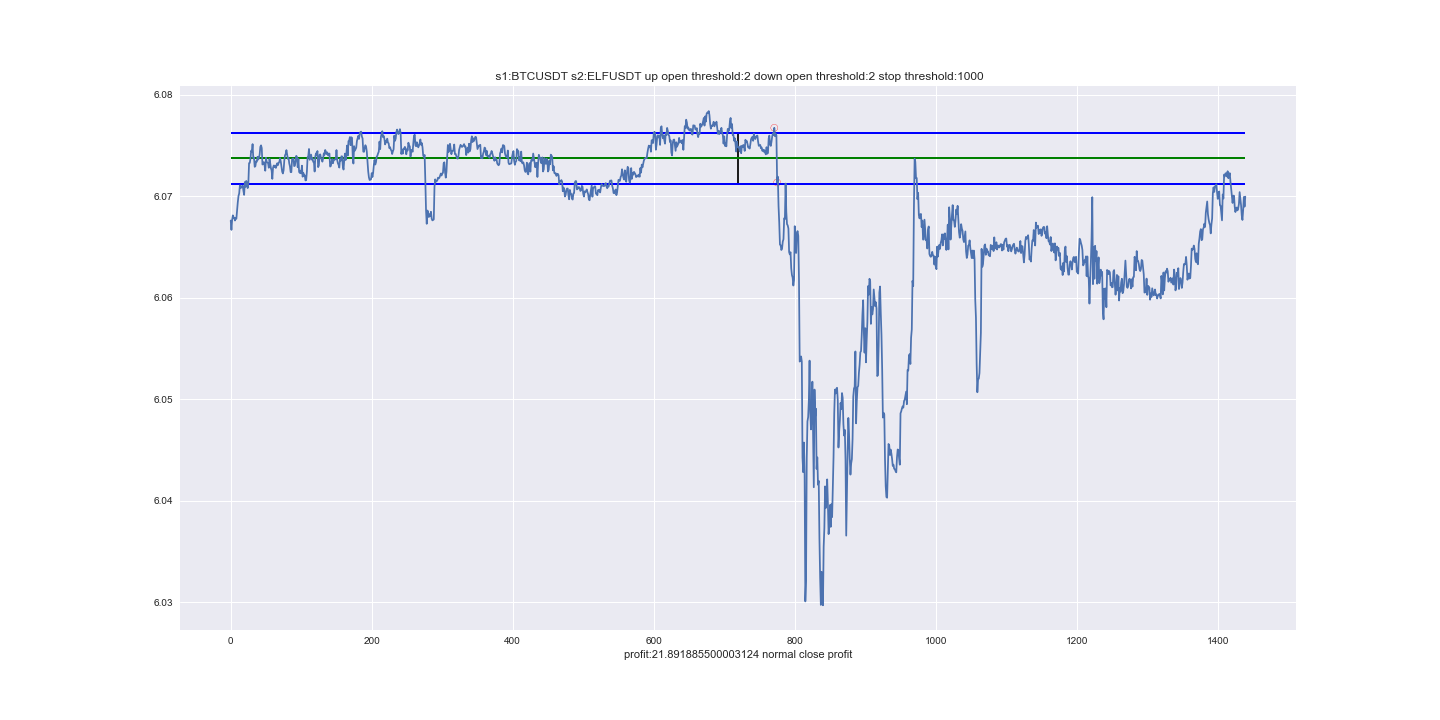 s1:BTCUSDT s2:ELFUSDT up open threshold:2 down open threshold:2 stop threshold:1000
6.08
6.07
6.06
6.05
6.04
6.03
0 200 400 600 800 1000 1200 1400
profit:21.891885500003124 normal close profit